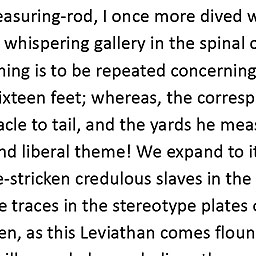 easuring-rod, I once more dived w
whispering gallery in the spinal c
ning is to be repeated concerning
ixteen feet; whereas, the corresp
acle to tail, and the yards he mea
nd liberal theme! We expand to i
e-stricken credulous slaves in the
e traces in the stereotype plates
en, as this Leviathan comes floun